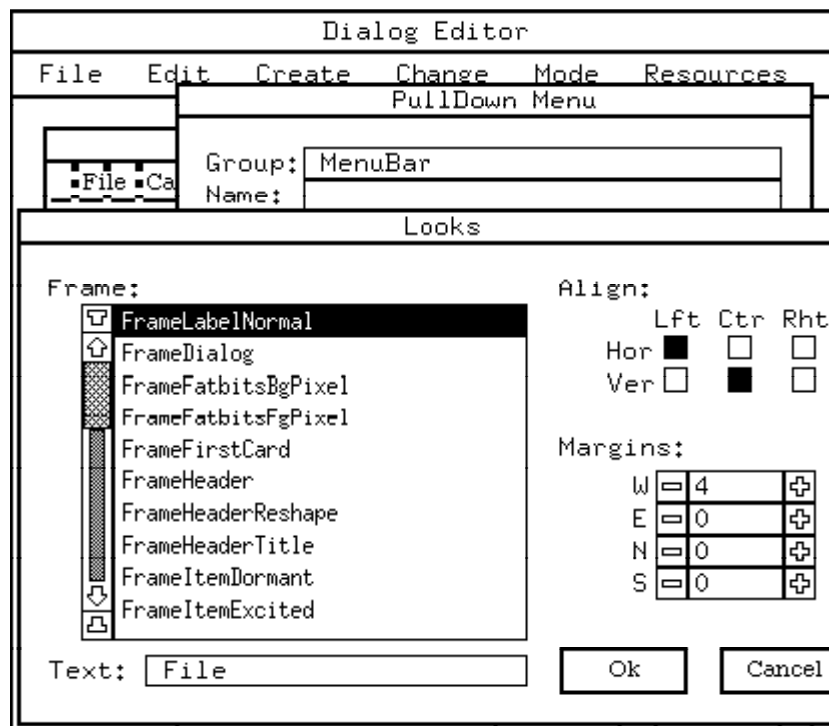 Dialog Editor
File Edit Create Change Mode Resources
PullDown Menu
Group: MenuBar
File Ca
Name:
Looks
Frame:
FrameLabelNormal
FrameDialog
FrameFatbitsBgPixel
FrameFatbitsFgPixel
FrameFirstCard
FrameHeader
FrameHeaderReshape
FrameHeaderTitle
FrameItemDormant
FrameItemExcited
Align:
Lft Ctr Rht
Hor
Ver
Margins:
W 4
E 0
N 0
S 0
Text: File
Ok Cancel